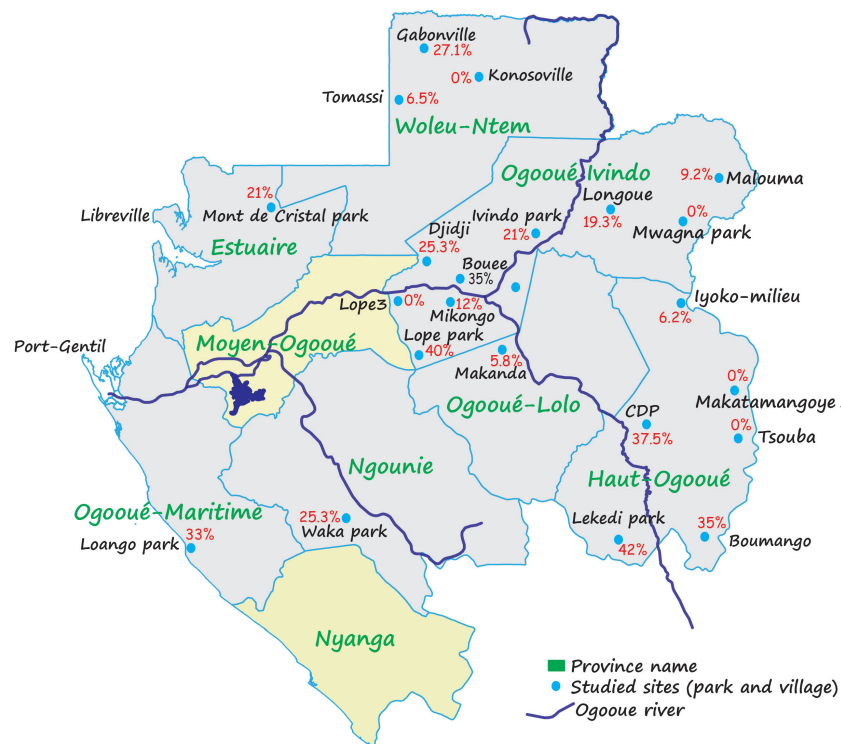 Gabonville
27.1%
0% Konosoville
Tomassi 6.5%
Woleu-Ntem
Ogooué Ivindo
9.2% Malouma
21%
Longoue
Libreville Mont de Cristal park
Ivindo park 19.3% 0%
Djidji
21% Mwagna park
Estuaire
25.3%
Bouee
35%
Iyoko-milieu
Lope3 0% 12%
Mikongo 6.2%
Moyen-Ogooué
Lope park
Port-Gentil
40% 5.8%
Makanda
0%
Makatamangoye
Ogooué-Lolo
CDP
0%
37.5% Tsouba
Ngounie
Haut-Ogooué
Ogooué-Maritime
25.3% Lekedi park 35%
33% Waka park
Loango park Boumango
42%
Nyanga
Province name
Studied sites (park and village)
Ogooue river